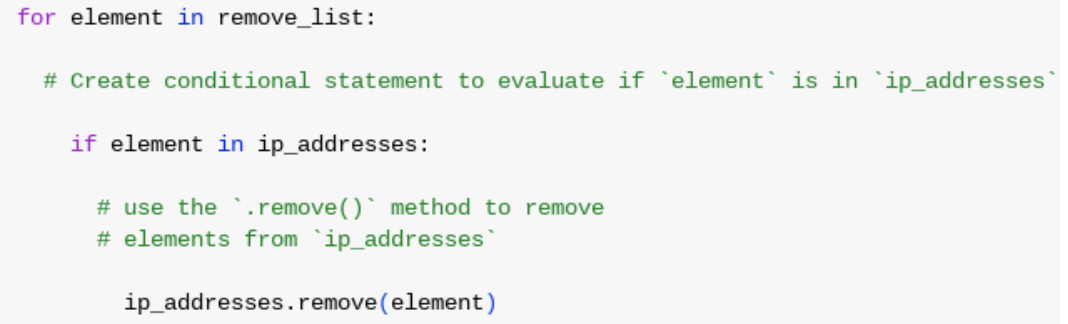 for element in remove_list:
# Create conditional statement to evaluate if `element` is in `ip_addresses`
if element in ip_addresses:
# use the `.remove()` method to remove
# elements from `ip_addresses`
ip_addresses.remove(element)